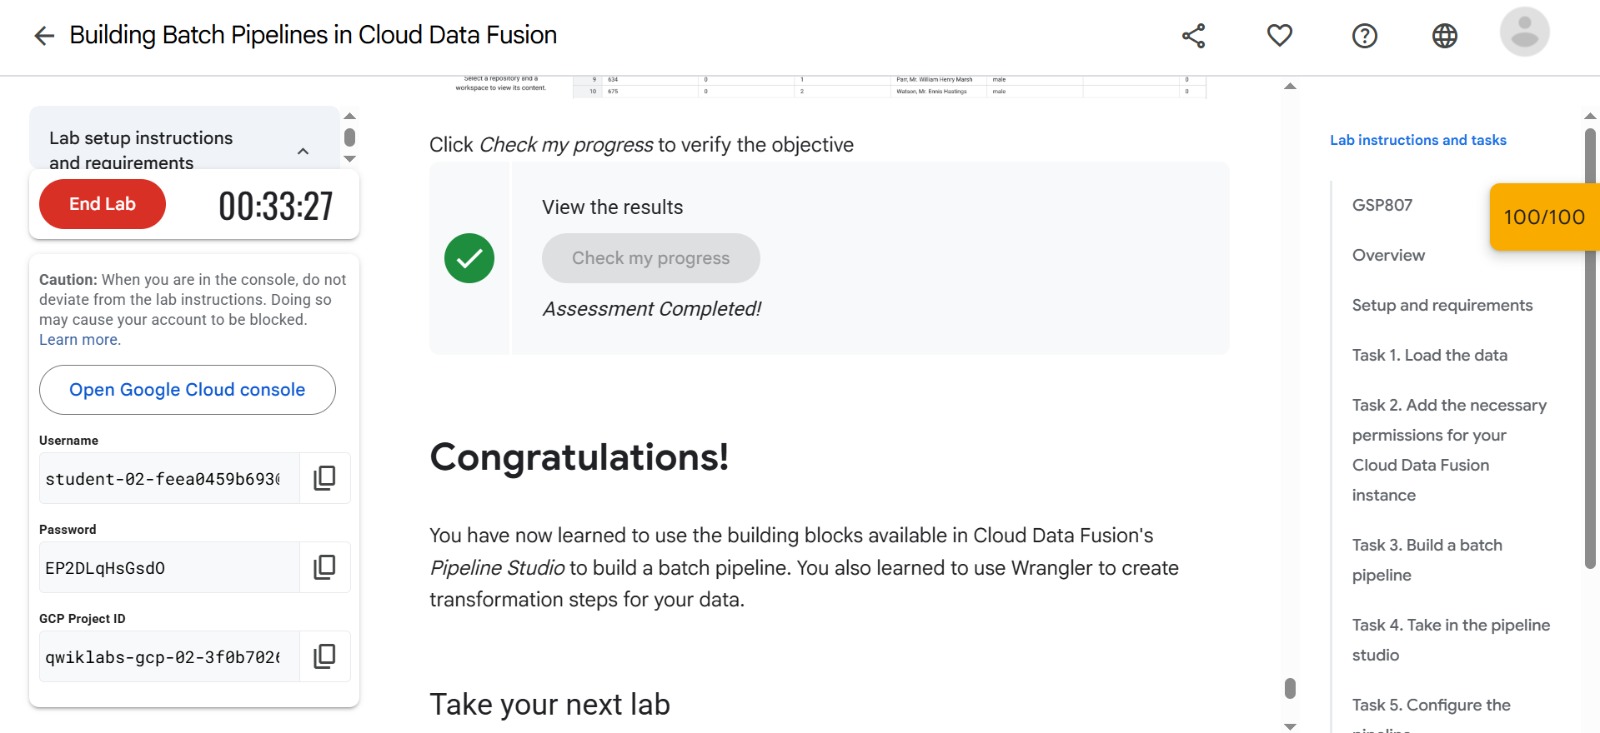 Building Batch Pipelines in Cloud Data Fusion
Lab setup instructions
and requirements
End Lab
00:33:27
Caution: When you are in the console, do not
deviate from the lab instructions. Doing so
may cause your account to be blocked.
Learn more.
Open Google Cloud console
Username
student-02-feea0459b693@
Password
EP2DLqHsGsdO
GCP Project ID
qwiklabs-gcp-02-3f0b7026
Select a repository and a
workspace to view its content.
9 634 0 1 Parr, Mr. William Henry Marsh male 0
10 675 0 2 Watson, Mr. Ennis Hastings male 0
Click Check my progress to verify the objective
View the results
Check my progress
Assessment Completed!
Congratulations!
You have now learned to use the building blocks available in Cloud Data Fusion's
Pipeline Studio to build a batch pipeline. You also learned to use Wrangler to create
transformation steps for your data.
Take your next lab
Lab instructions and tasks
100/100
GSP807
Overview
Setup and requirements
Task 1. Load the data
Task 2. Add the necessary
permissions for your
Cloud Data Fusion
instance
Task 3. Build a batch
pipeline
Task 4. Take in the pipeline
studio
Task 5. Configure the
pipeline